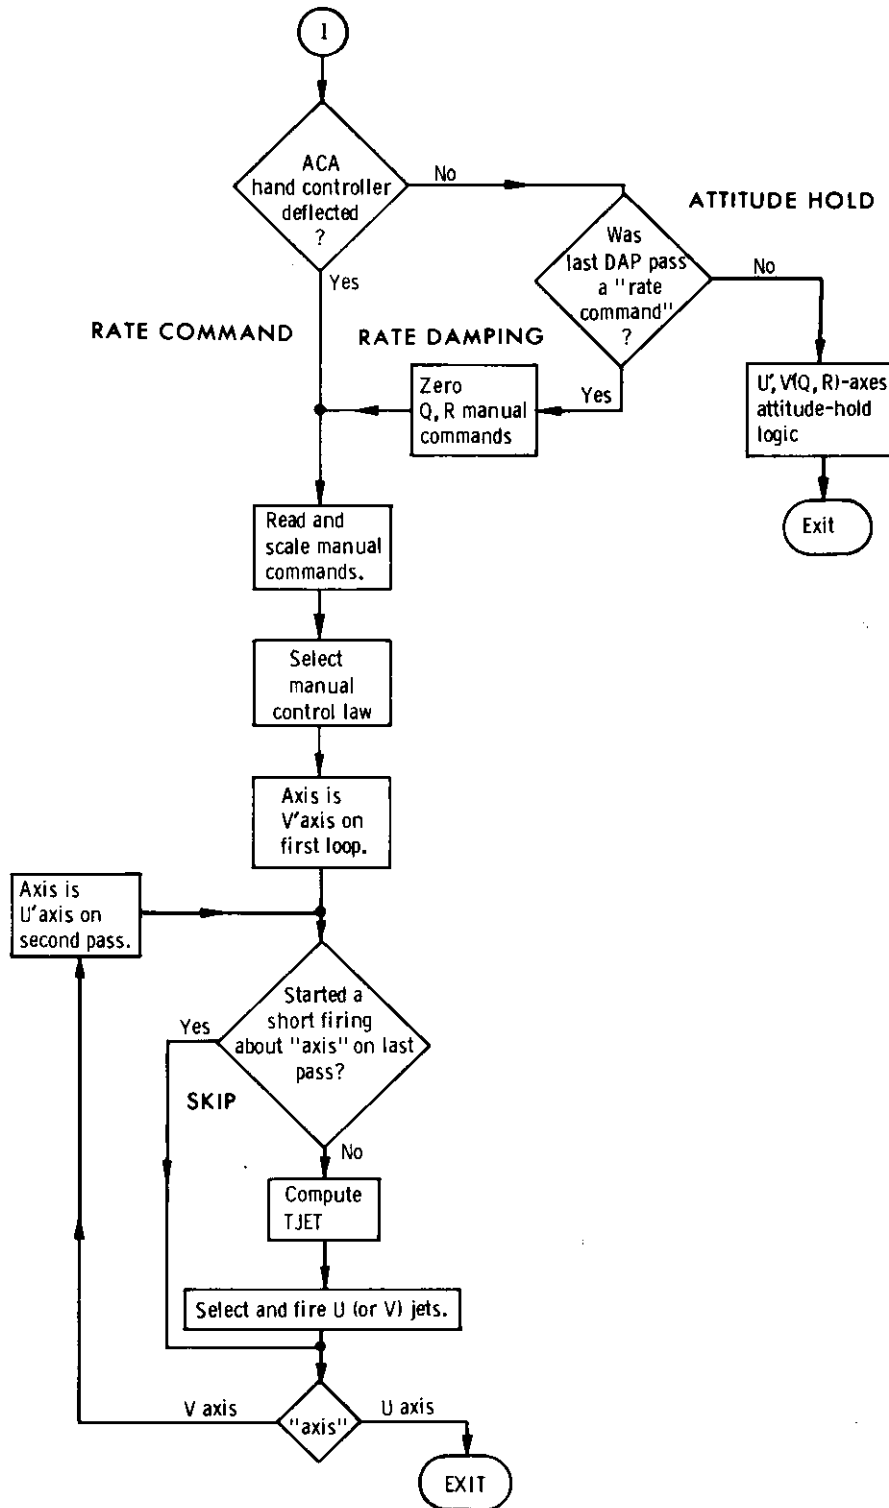 1
ACA
hand controller
deflected
?
No
ATTITUDE HOLD
Was
last DAP pass
a "rate
command"
?
No
Yes
RATE COMMAND
RATE DAMPING
Zero
Q, R manual
commands
Yes
U', V'(Q, R)-axes
attitude-hold
logic
Exit
Read and
scale manual
commands.
Select
manual
control law
Axis is
V' axis on
first loop.
Axis is
U' axis on
second pass.
Started a
short firing
about "axis" on last
pass?
Yes
SKIP
No
Compute
TJET
Select and fire U (or V) jets.
V axis
"axis"
U axis
EXIT